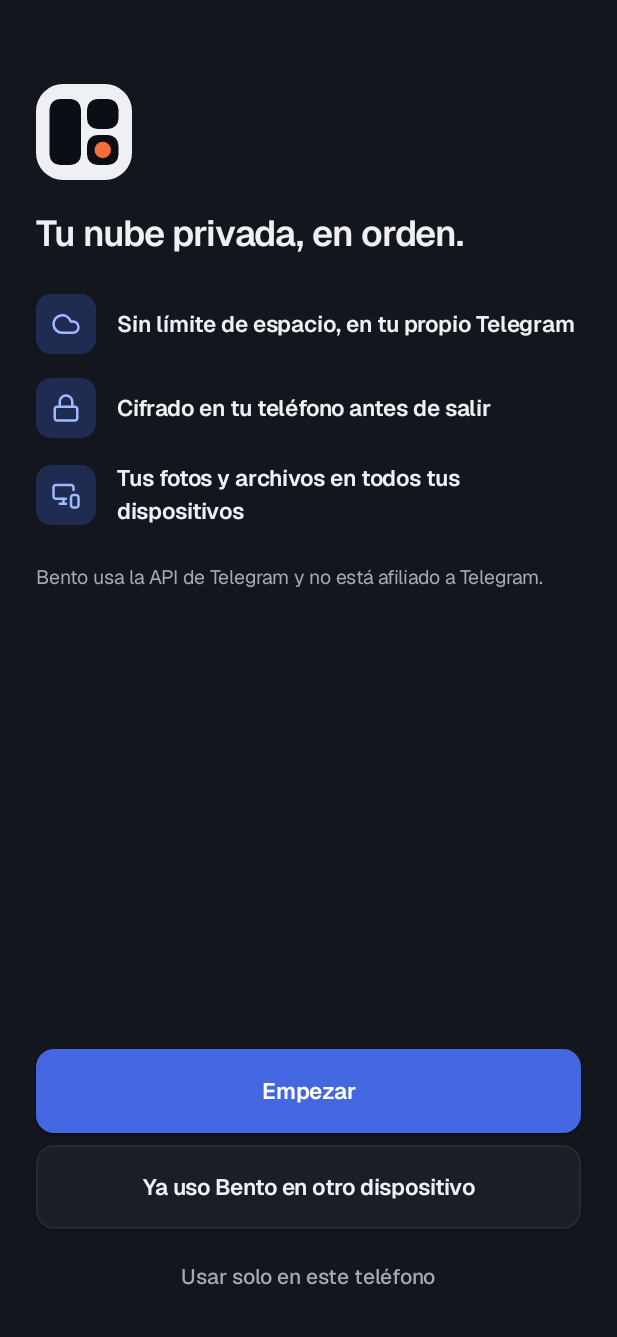 Tu nube privada, en orden.
Sin límite de espacio, en tu propio Telegram
Cifrado en tu teléfono antes de salir
Tus fotos y archivos en todos tus
dispositivos
Bento usa la API de Telegram y no está afiliado a Telegram.
Empezar
Ya uso Bento en otro dispositivo
Usar solo en este teléfono